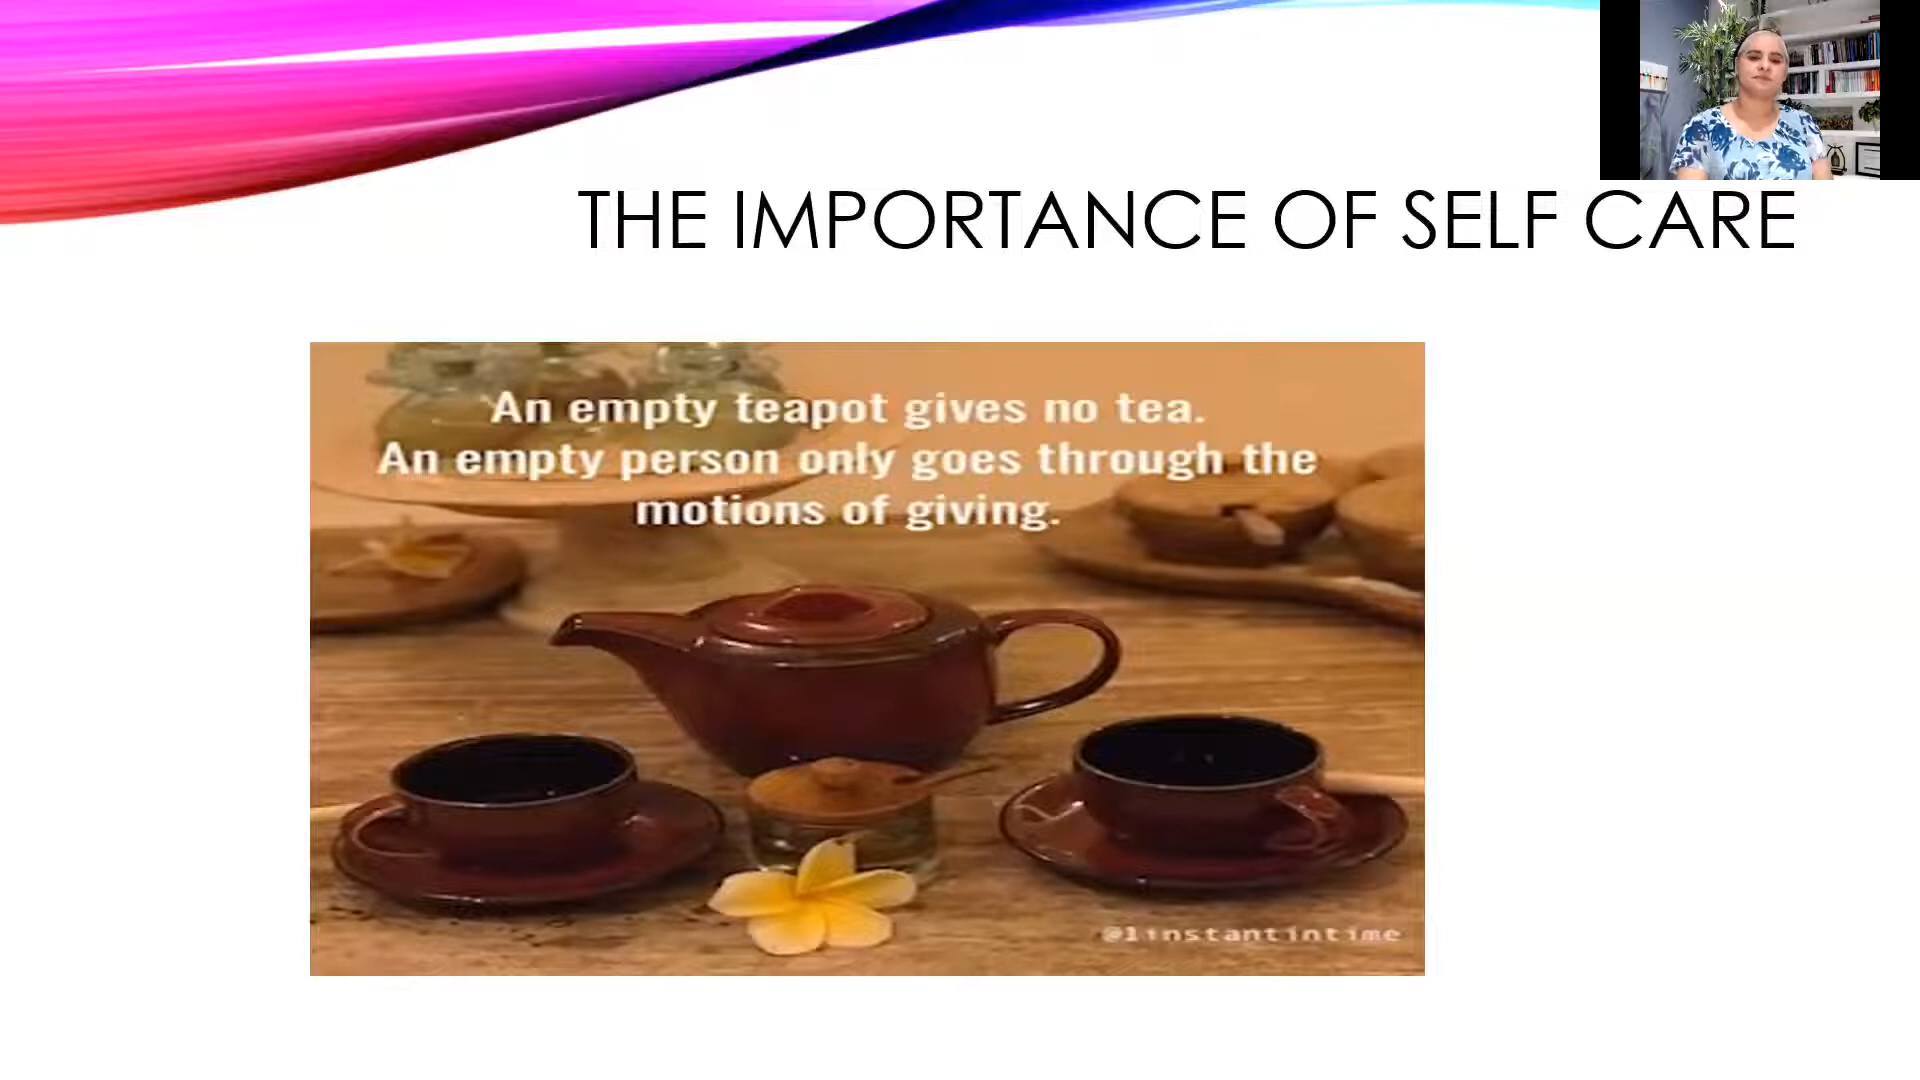 THE IMPORTANCE OF SELF CARE
An empty teapot gives no tea.
An empty person only goes through the
motions of giving.
@1instantintime